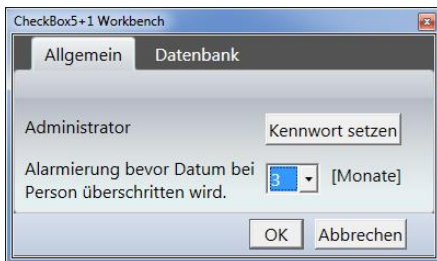 CheckBox5+1 Workbench
Allgemein Datenbank
Administrator Kennwort setzen
Alarmierung bevor Datum bei
Person überschritten wird. 3 [Monate]
OK Abbrechen